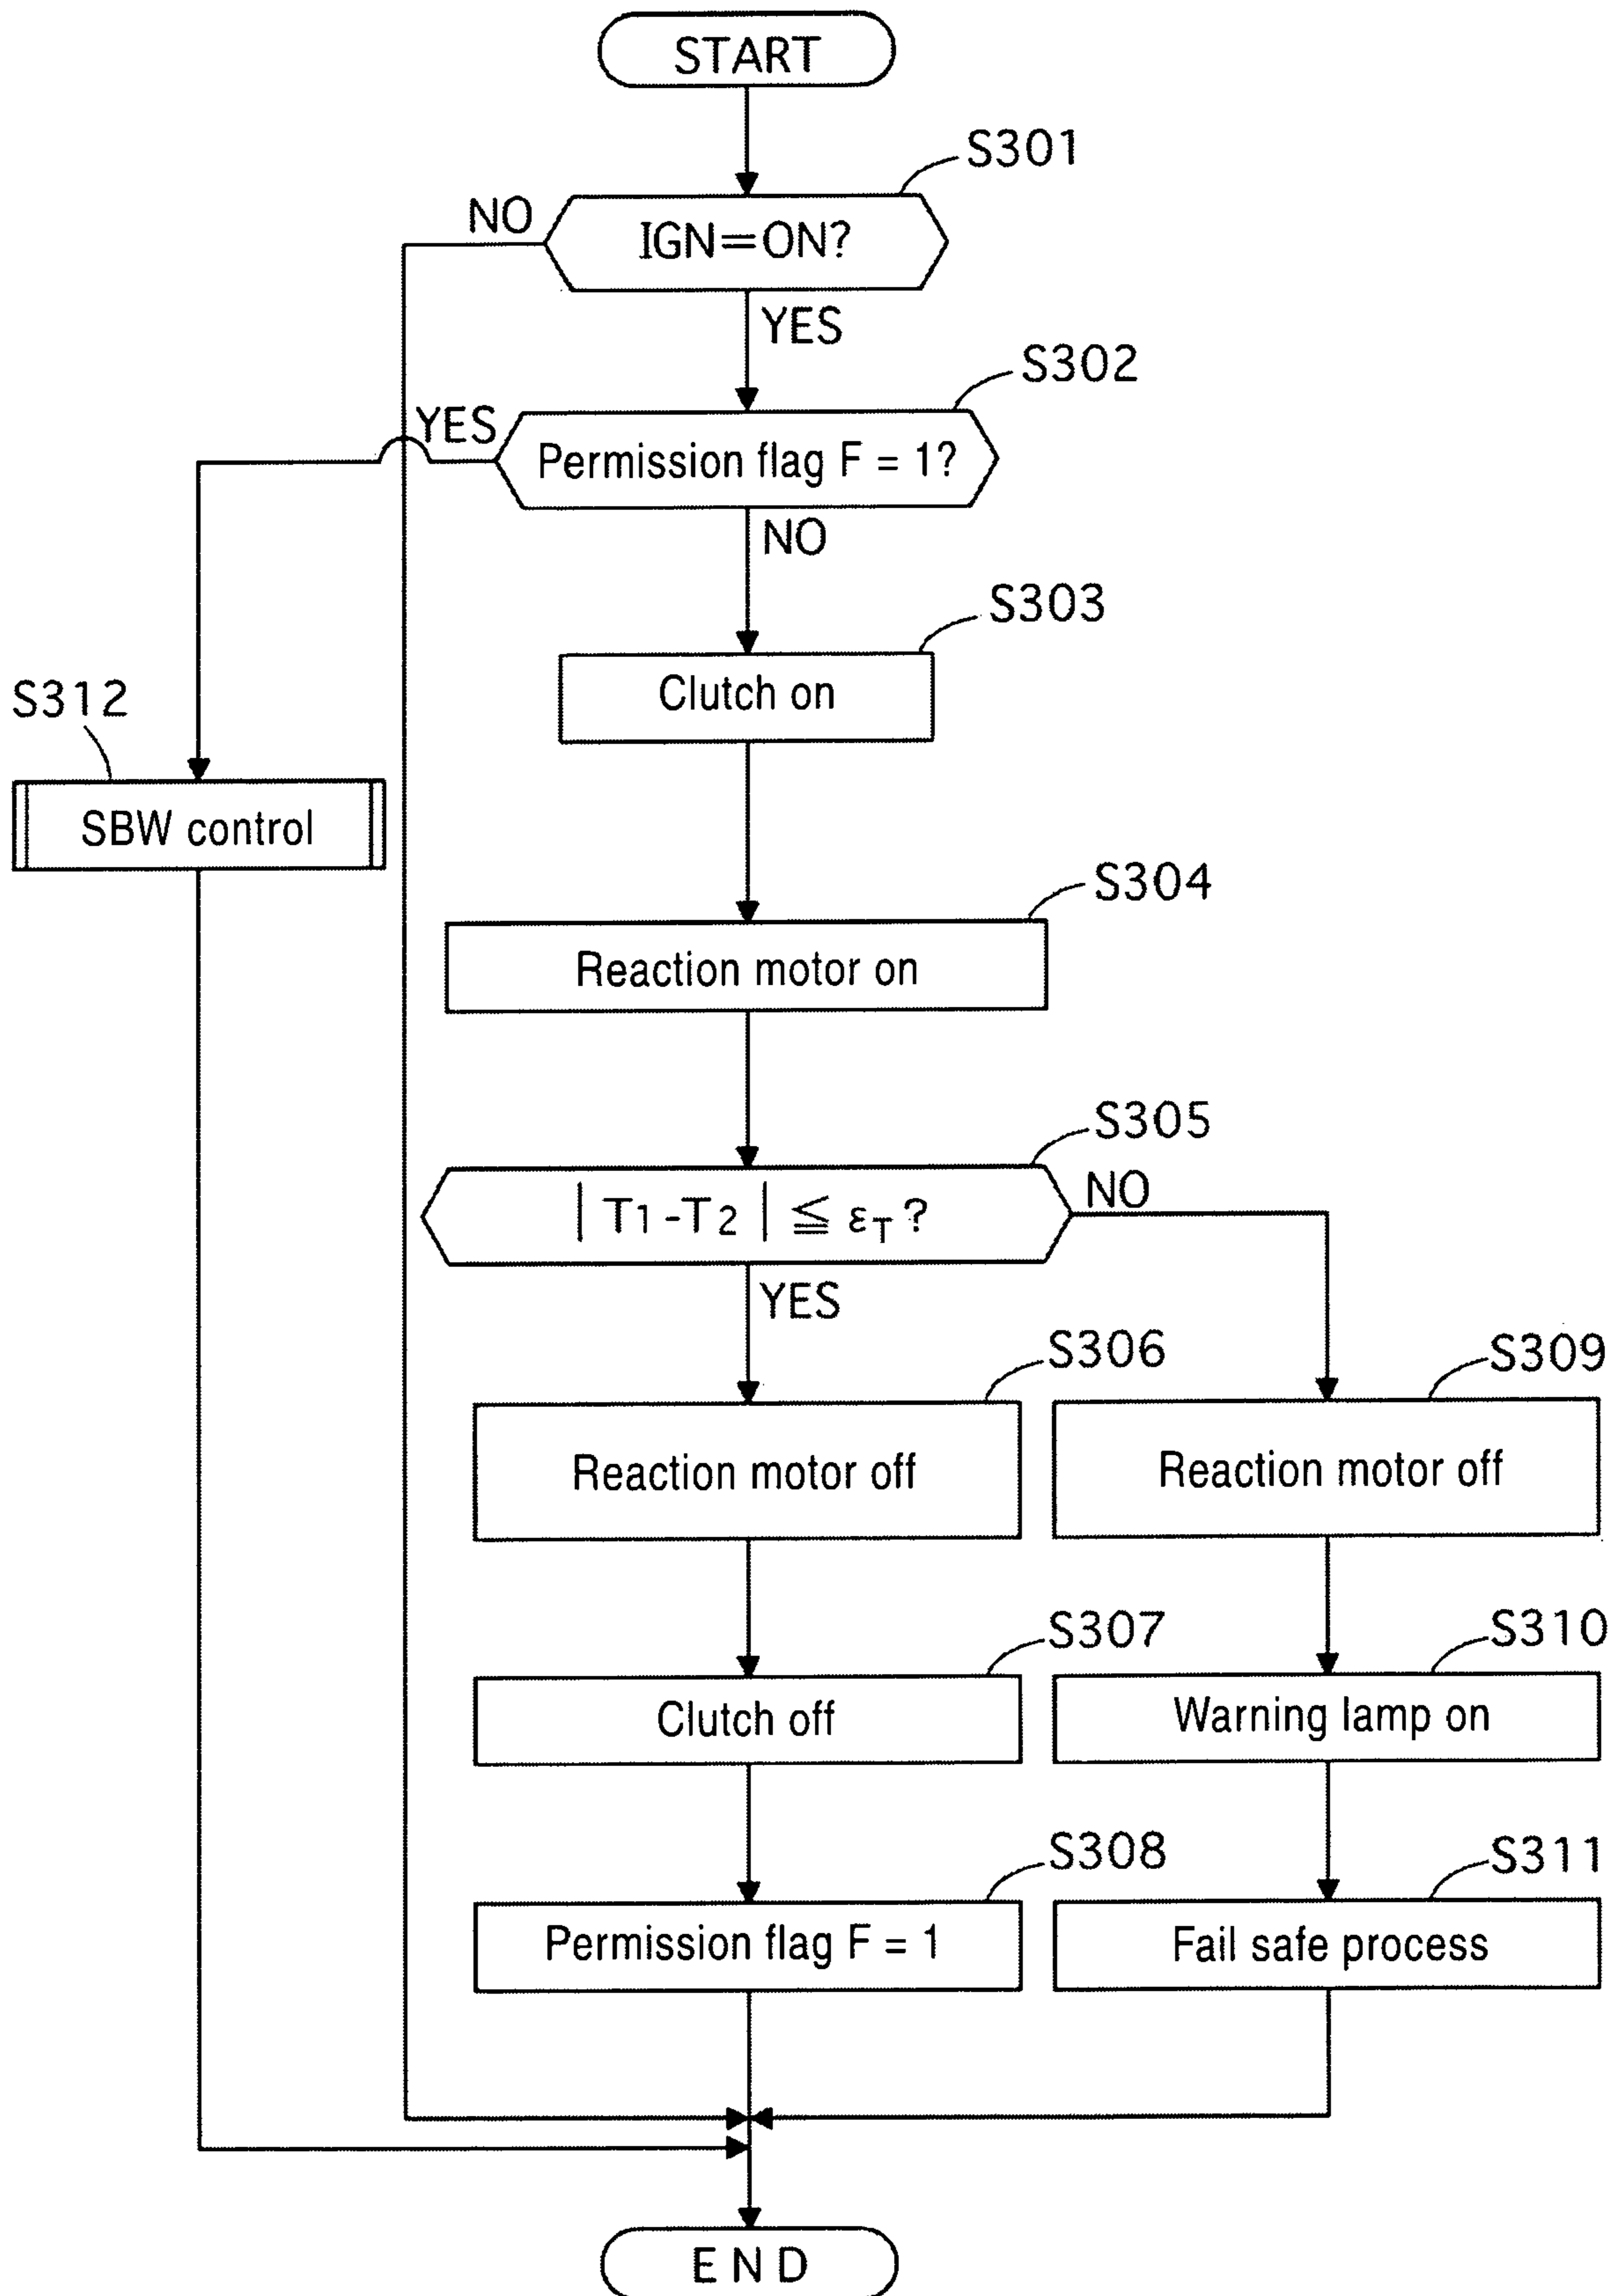 START
S301
NO
IGN=ON?
YES
S302
YES
Permission flag F = 1?
NO
S303
Clutch on
S312
SBW control
S304
Reaction motor on
S305
| T1-T2 | ≦ εT ?
NO
YES
S306
S309
Reaction motor off
Reaction motor off
S307
S310
Clutch off
Warning lamp on
S308
S311
Permission flag F = 1
Fail safe process
END